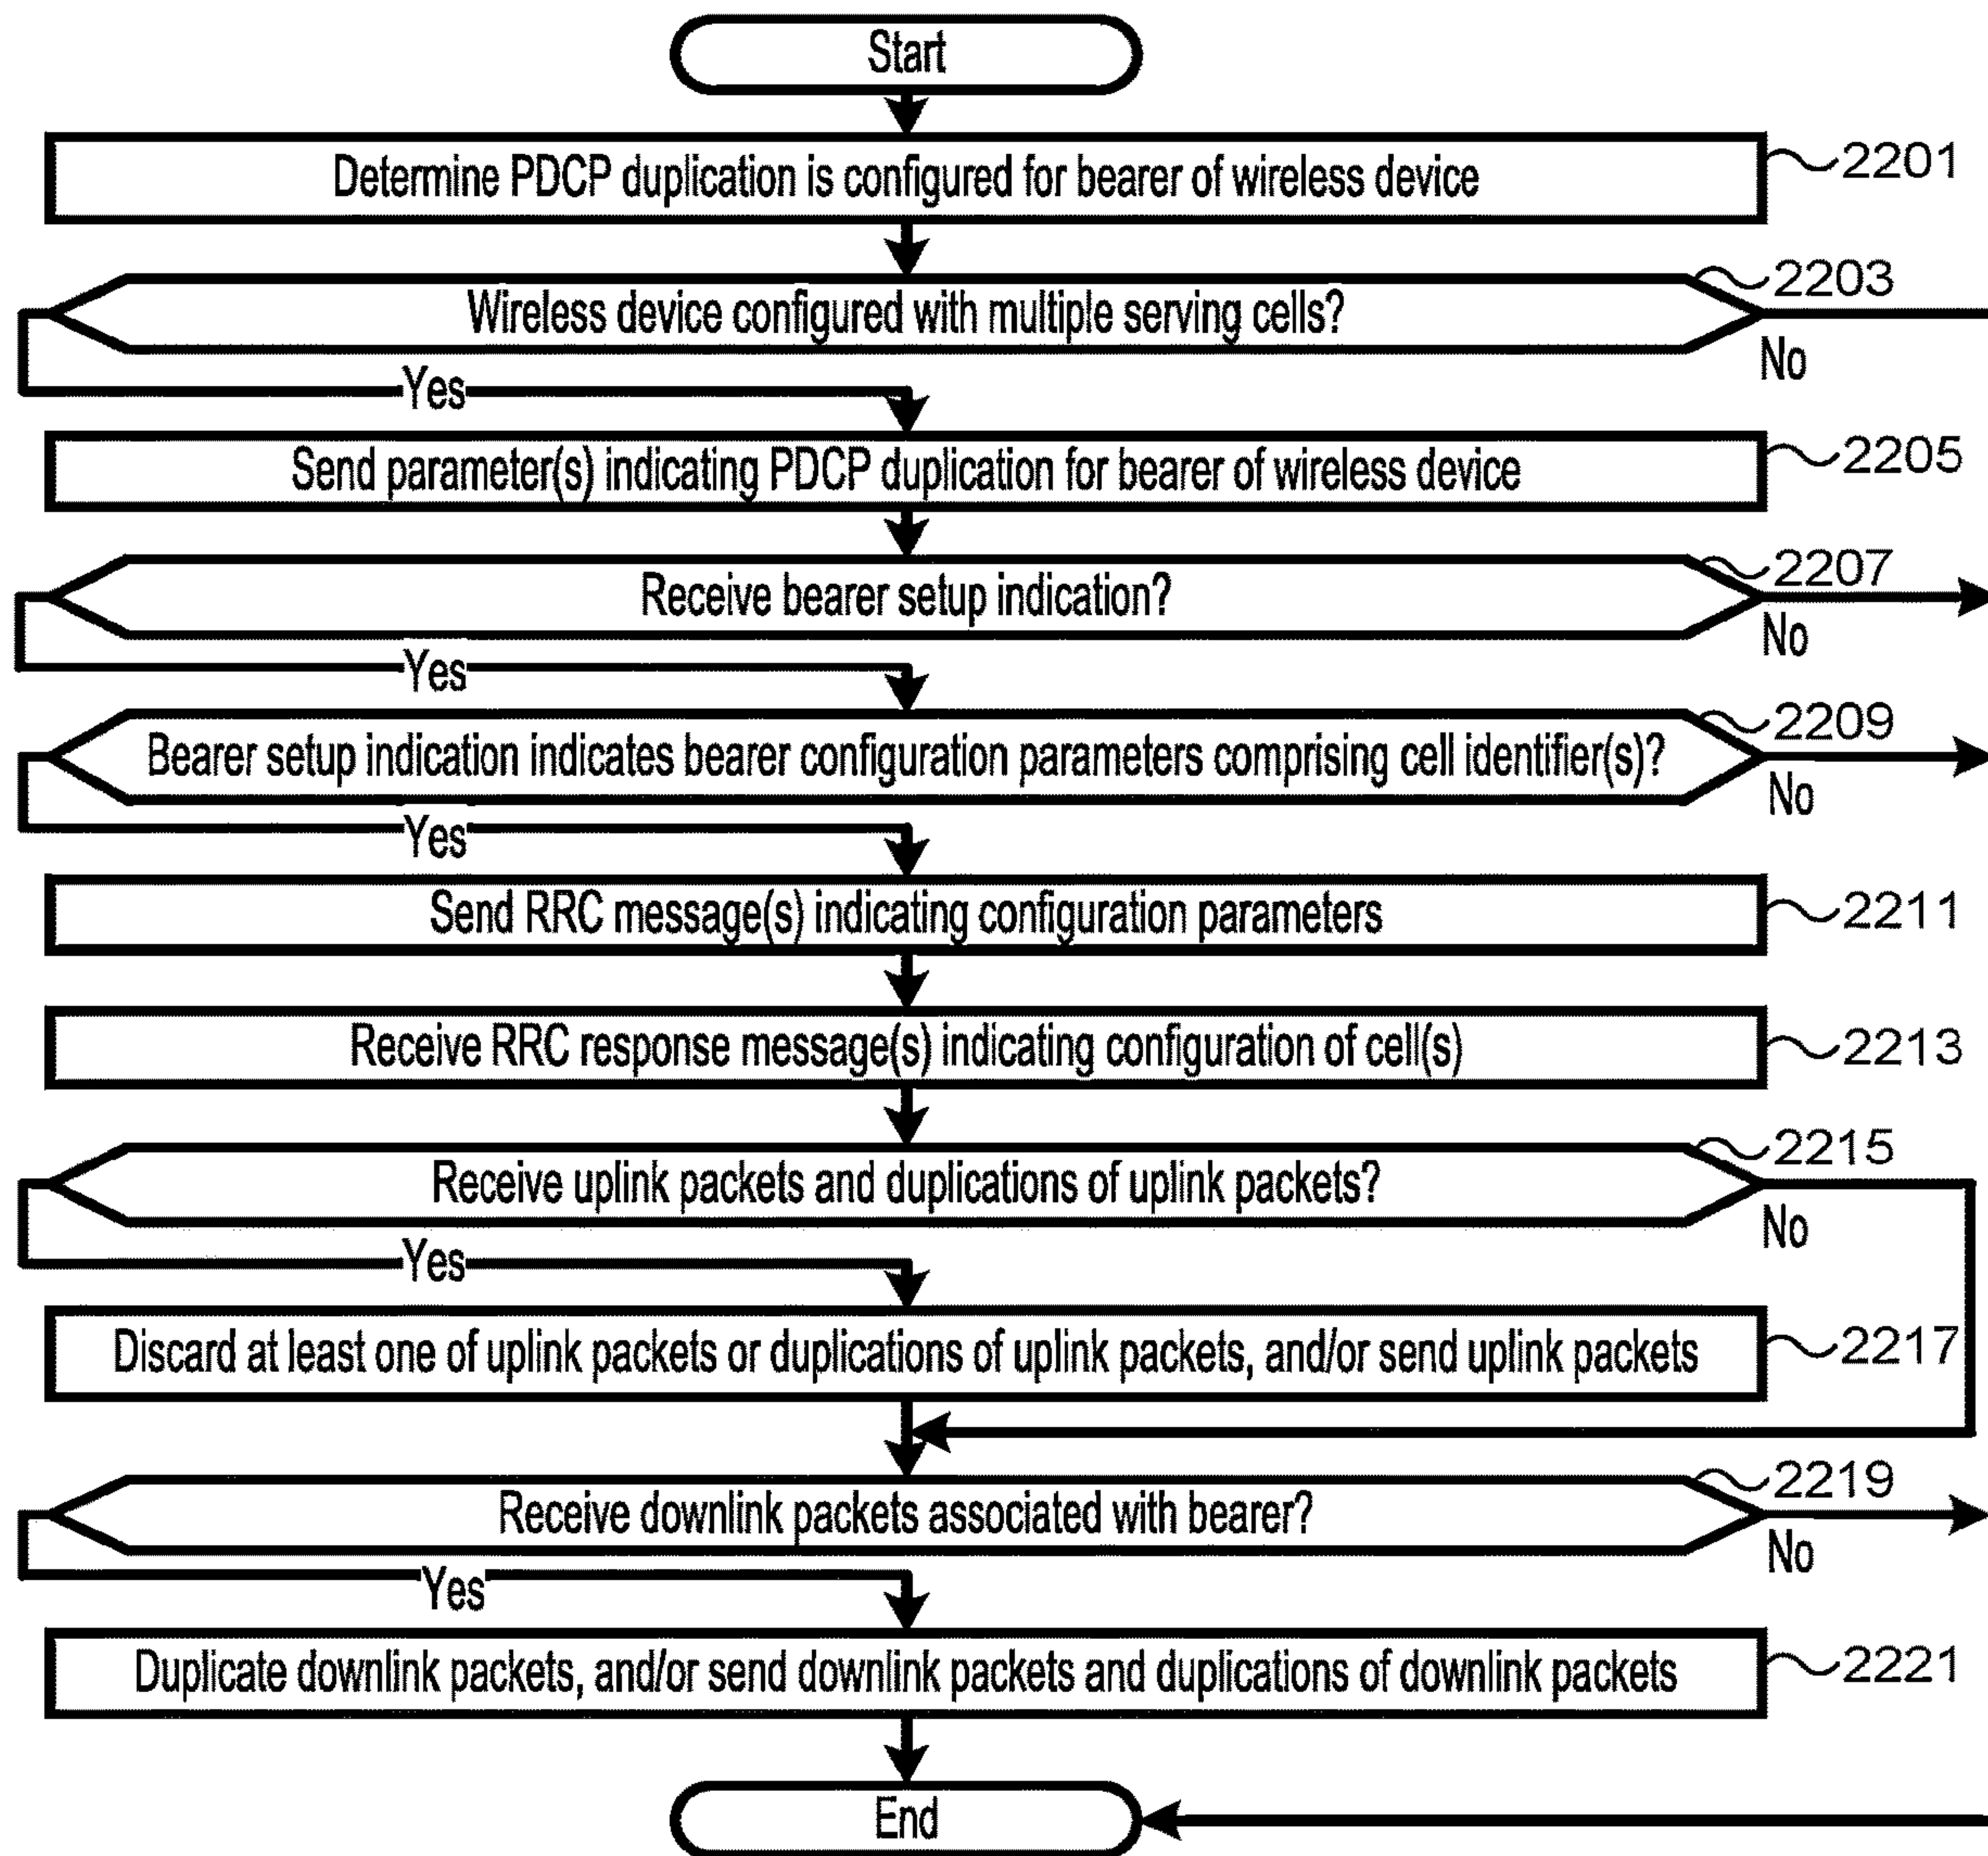 Start
Determine PDCP duplication is configured for bearer of wireless device
2201
Wireless device configured with multiple serving cells?
2203
No
Yes
Send parameter(s) indicating PDCP duplication for bearer of wireless device
2205
Receive bearer setup indication?
2207
No
Yes
Bearer setup indication indicates bearer configuration parameters comprising cell identifier(s)?
2209
No
Yes
Send RRC message(s) indicating configuration parameters
2211
Receive RRC response message(s) indicating configuration of cell(s)
2213
Receive uplink packets and duplications of uplink packets?
2215
No
Yes
Discard at least one of uplink packets or duplications of uplink packets, and/or send uplink packets
2217
Receive downlink packets associated with bearer?
2219
No
Yes
Duplicate downlink packets, and/or send downlink packets and duplications of downlink packets
2221
End